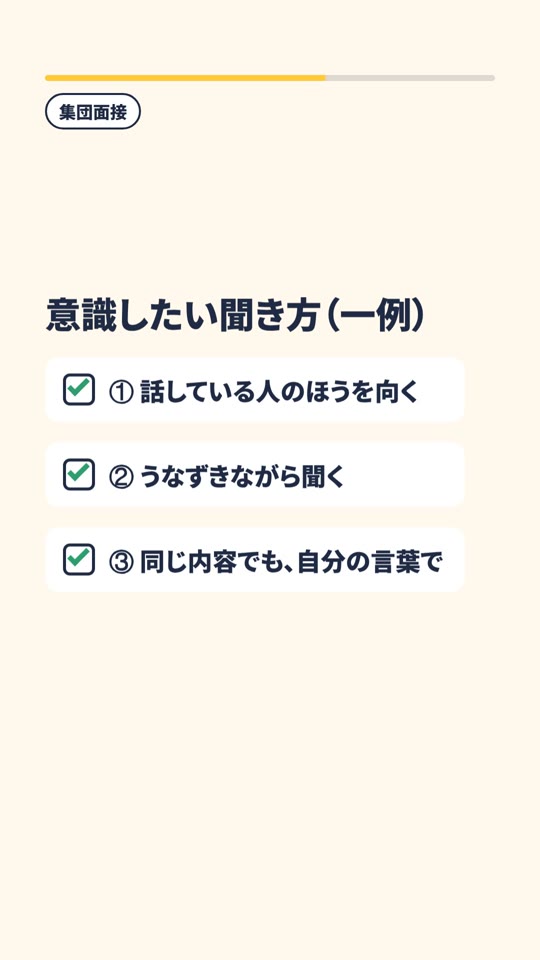 集団面接
意識したい聞き方（一例）
① 話している人のほうを向く
② うなずきながら聞く
③ 同じ内容でも、自分の言葉で